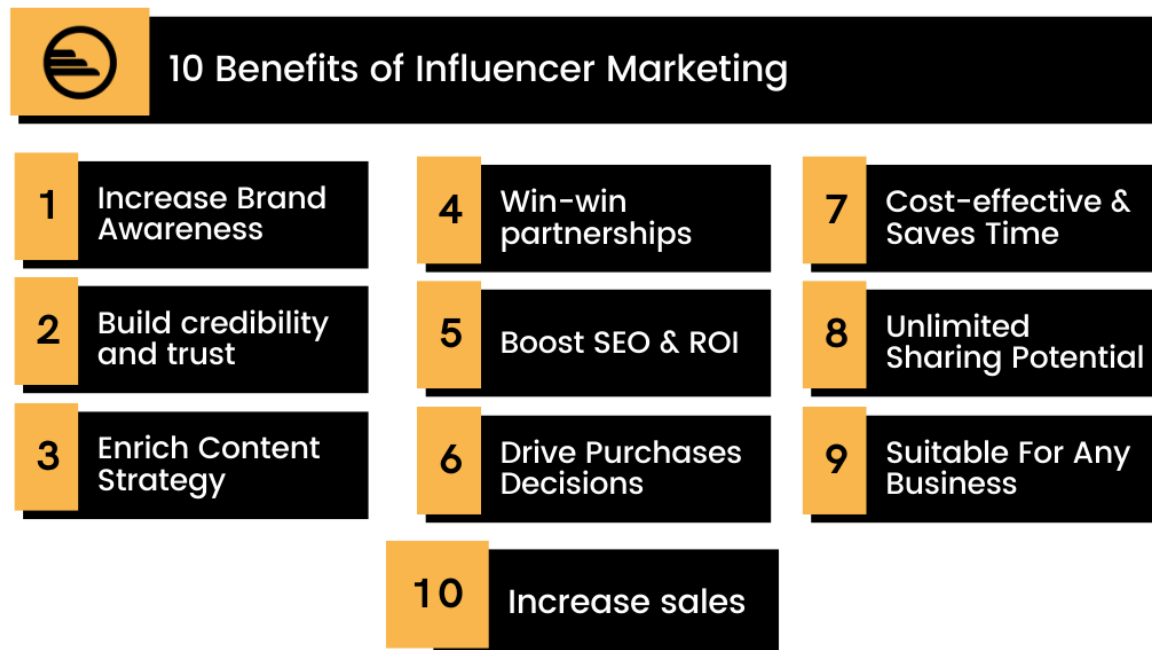 10 Benefits of Influencer Marketing
1
Increase Brand
Awareness
2
Build credibility
and trust
3
Enrich Content
Strategy
4
Win-win
partnerships
5
Boost SEO & ROI
6
Drive Purchases
Decisions
7
Cost-effective &
Saves Time
8
Unlimited
Sharing Potential
9
Suitable For Any
Business
10
Increase sales